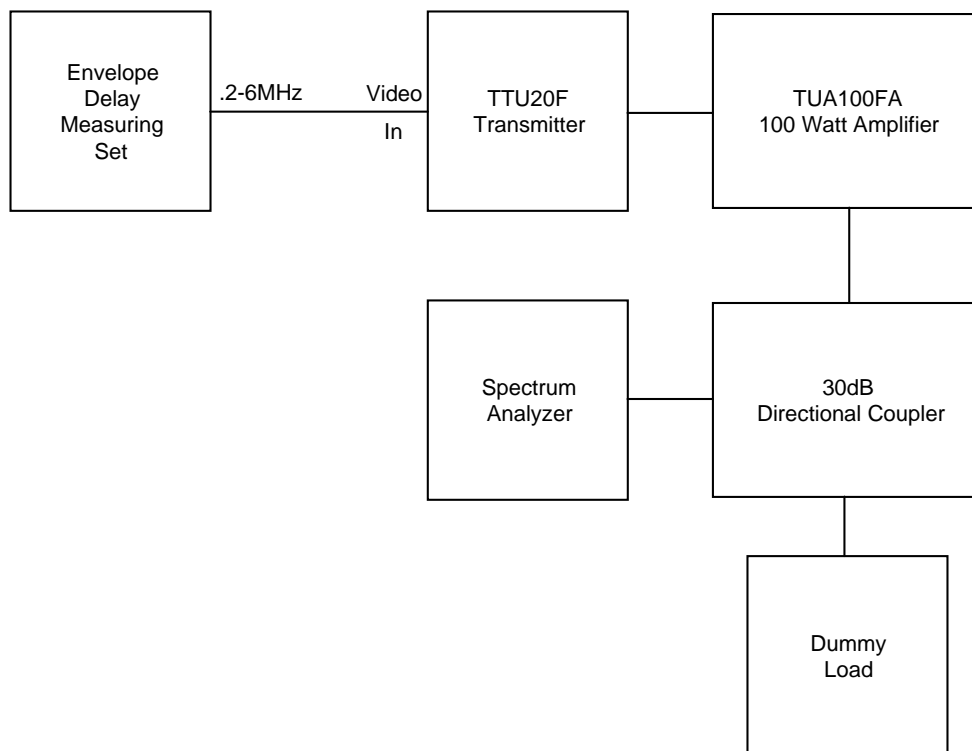 Envelope
Delay
Measuring
Set
.2-6MHz
Video
In
TTU20F
Transmitter
TUA100FA
100 Watt Amplifier
Spectrum
Analyzer
30dB
Directional Coupler
Dummy
Load